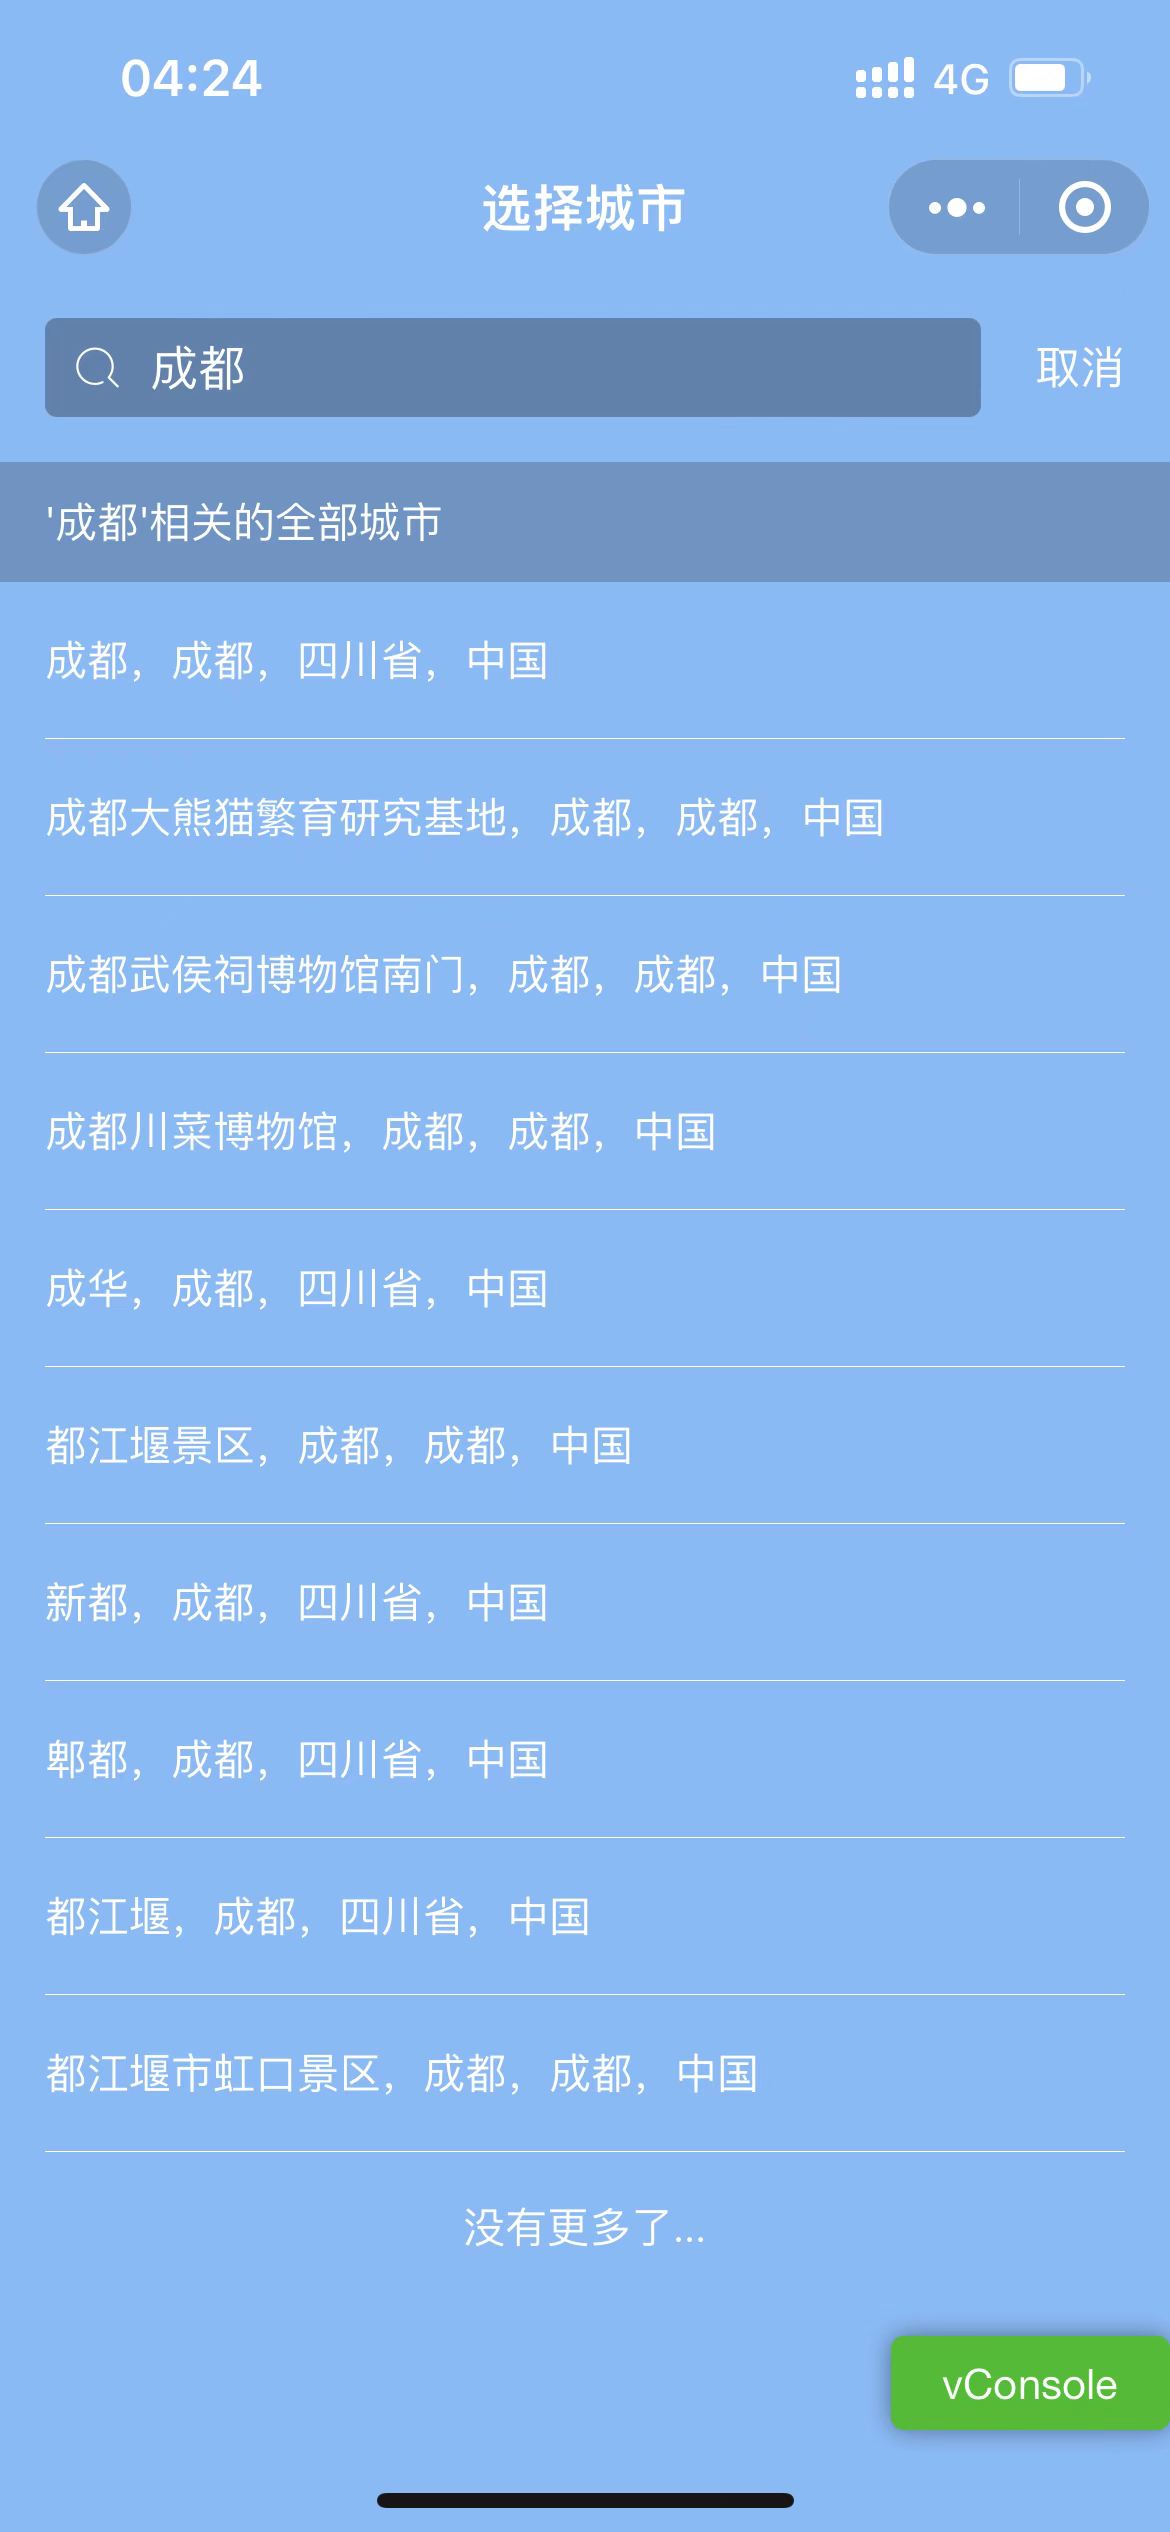 04:24
4G
选择城市
成都
取消
'成都'相关的全部城市
成都，成都，四川省，中国
成都大熊猫繁育研究基地，成都，成都，中国
成都武侯祠博物馆南门，成都，成都，中国
成都川菜博物馆，成都，成都，中国
成华，成都，四川省，中国
都江堰景区，成都，成都，中国
新都，成都，四川省，中国
郫都，成都，四川省，中国
都江堰，成都，四川省，中国
都江堰市虹口景区，成都，成都，中国
没有更多了...
vConsole